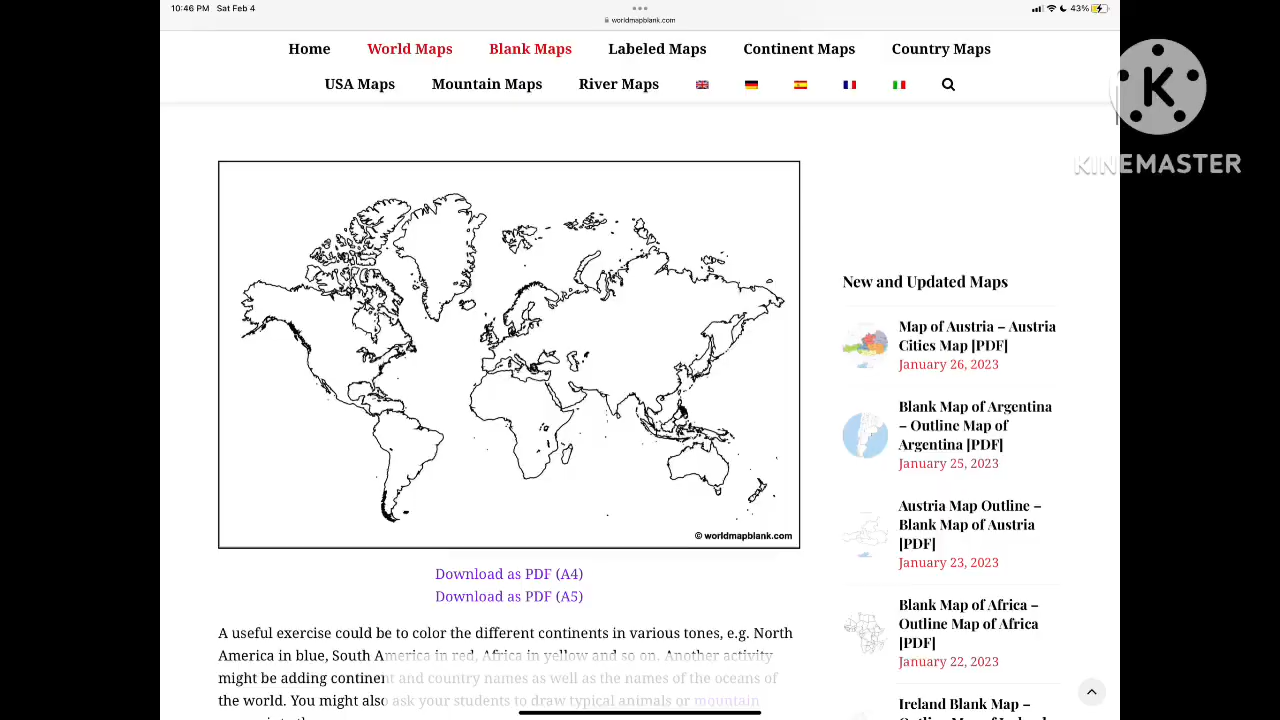 10:46 PM Sat Feb 4
43%
worldmapblank.com
Home World Maps Blank Maps Labeled Maps Continent Maps Country Maps
USA Maps Mountain Maps River Maps
K
KINEMASTER
© worldmapblank.com
Download as PDF (A4)
Download as PDF (A5)
A useful exercise could be to color the different continents in various tones, e.g. North
America in blue, South America in red, Africa in yellow and so on. Another activity
might be adding continent and country names as well as the names of the oceans of
the world. You might also ask your students to draw typical animals or mountain
New and Updated Maps
Map of Austria – Austria
Cities Map [PDF]
January 26, 2023
Blank Map of Argentina
– Outline Map of
Argentina [PDF]
January 25, 2023
Austria Map Outline –
Blank Map of Austria
[PDF]
January 23, 2023
Blank Map of Africa –
Outline Map of Africa
[PDF]
January 22, 2023
Ireland Blank Map –